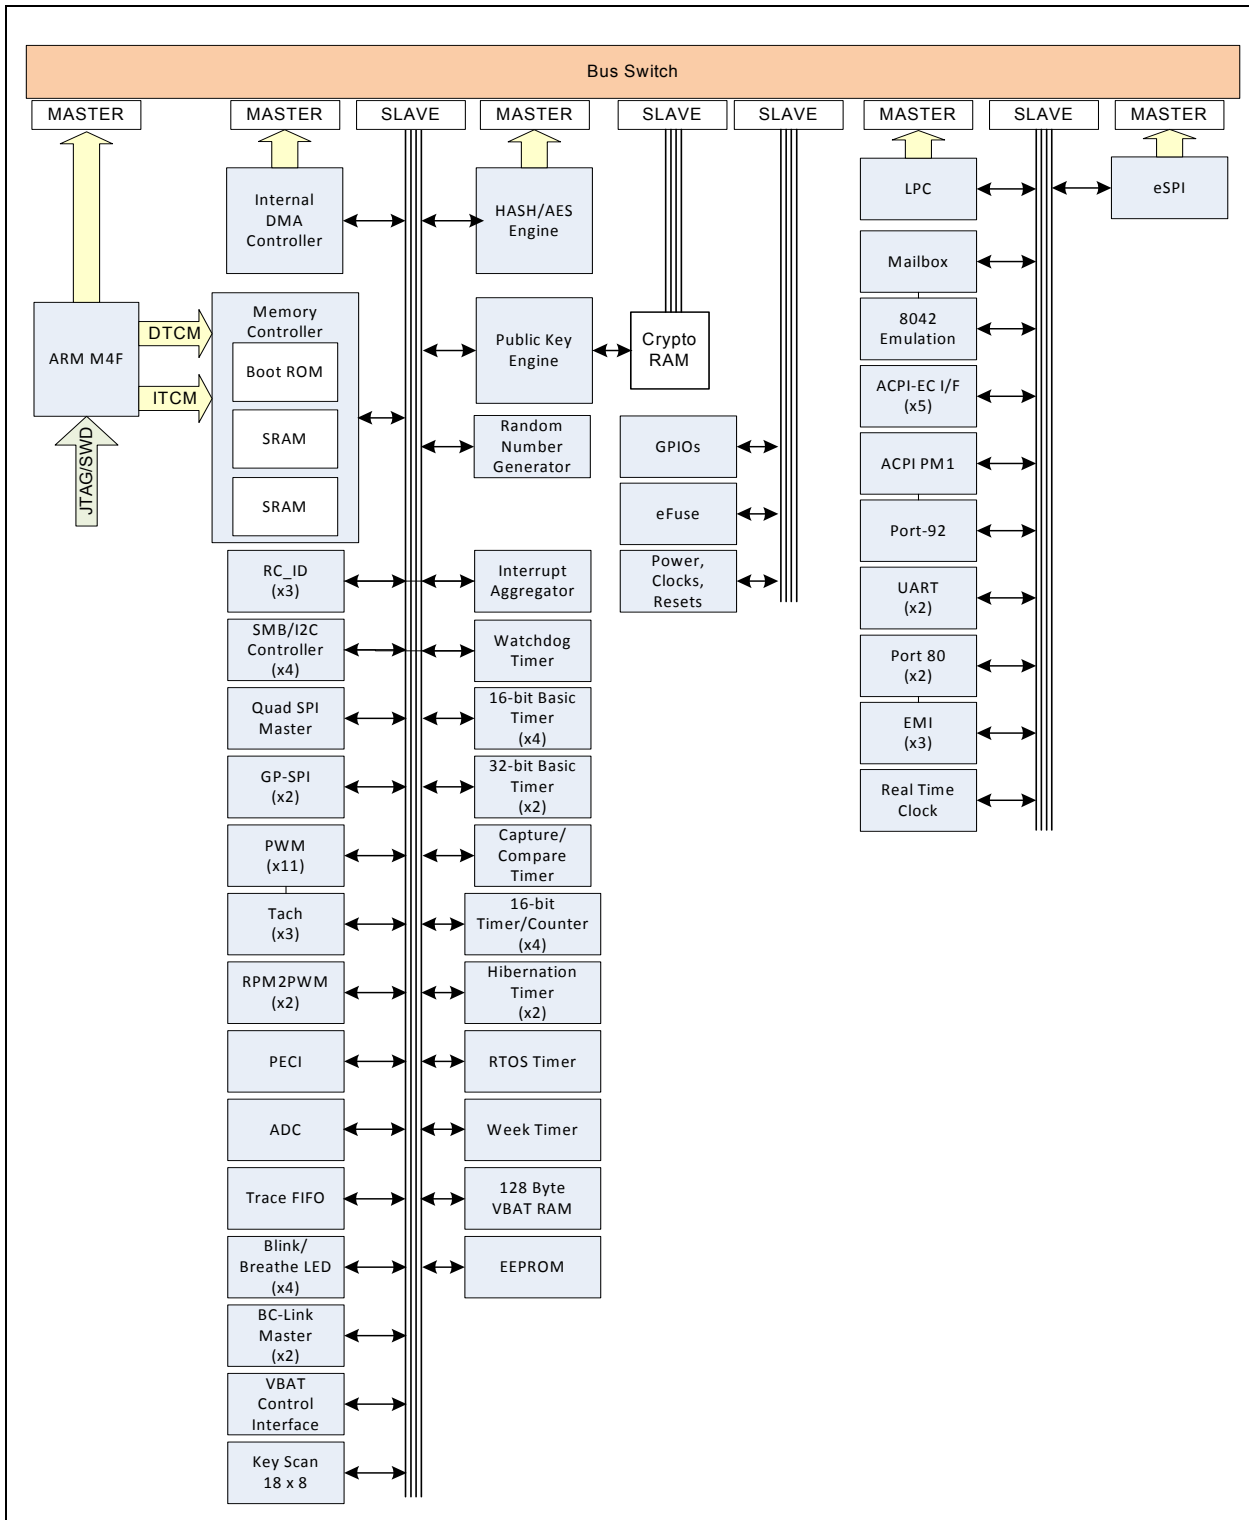 Bus Switch
MASTER
MASTER
SLAVE
MASTER
SLAVE
SLAVE
MASTER
SLAVE
MASTER
Internal
DMA
Controller
HASH/AES
Engine
LPC
eSPI
Mailbox
ARM M4F
DTCM
ITCM
JTAG/SWD
Memory
Controller
Boot ROM
SRAM
SRAM
Public Key
Engine
Crypto
RAM
Random
Number
Generator
GPIOs
eFuse
Power,
Clocks,
Resets
8042
Emulation
ACPI-EC I/F
(x5)
ACPI PM1
Port-92
UART
(x2)
Port 80
(x2)
EMI
(x3)
Real Time
Clock
RC_ID
(x3)
SMB/I2C
Controller
(x4)
Quad SPI
Master
GP-SPI
(x2)
PWM
(x11)
Tach
(x3)
RPM2PWM
(x2)
PECI
ADC
Trace FIFO
Blink/
Breathe LED
(x4)
BC-Link
Master
(x2)
VBAT
Control
Interface
Key Scan
18 x 8
Interrupt
Aggregator
Watchdog
Timer
16-bit Basic
Timer
(x4)
32-bit Basic
Timer
(x2)
Capture/
Compare
Timer
16-bit
Timer/Counter
(x4)
Hibernation
Timer
(x2)
RTOS Timer
Week Timer
128 Byte
VBAT RAM
EEPROM